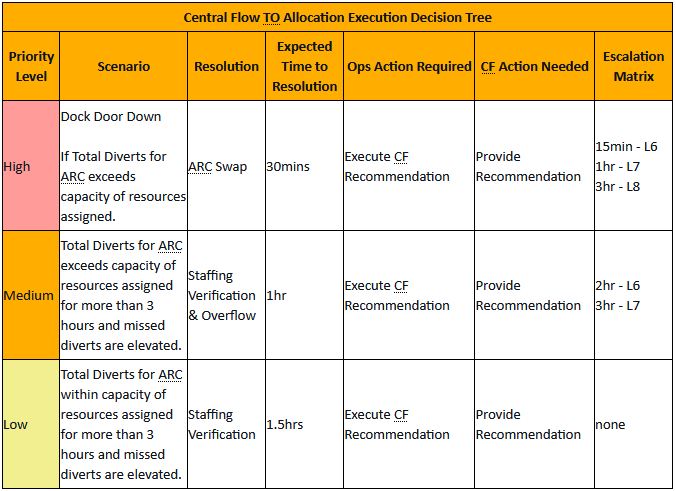 Central Flow TO Allocation Execution Decision Tree
Priority
Level
Scenario
Resolution
Expected
Time to
Resolution
Ops Action Required
CF Action Needed
Escalation
Matrix
High
Dock Door Down
If Total Diverts for
ARC exceeds
capacity of resources
assigned.
ARC Swap
30mins
Execute CF
Recommendation
Provide
Recommendation
15min - L6
1hr - L7
3hr - L8
Medium
Total Diverts for ARC
exceeds capacity of
resources assigned
for more than 3
hours and missed
diverts are elevated.
Staffing
Verification
& Overflow
1hr
Execute CF
Recommendation
Provide
Recommendation
2hr - L6
3hr - L7
Low
Total Diverts for ARC
within capacity of
resources assigned
for more than 3
hours and missed
diverts are elevated.
Staffing
Verification
1.5hrs
Execute CF
Recommendation
Provide
Recommendation
none